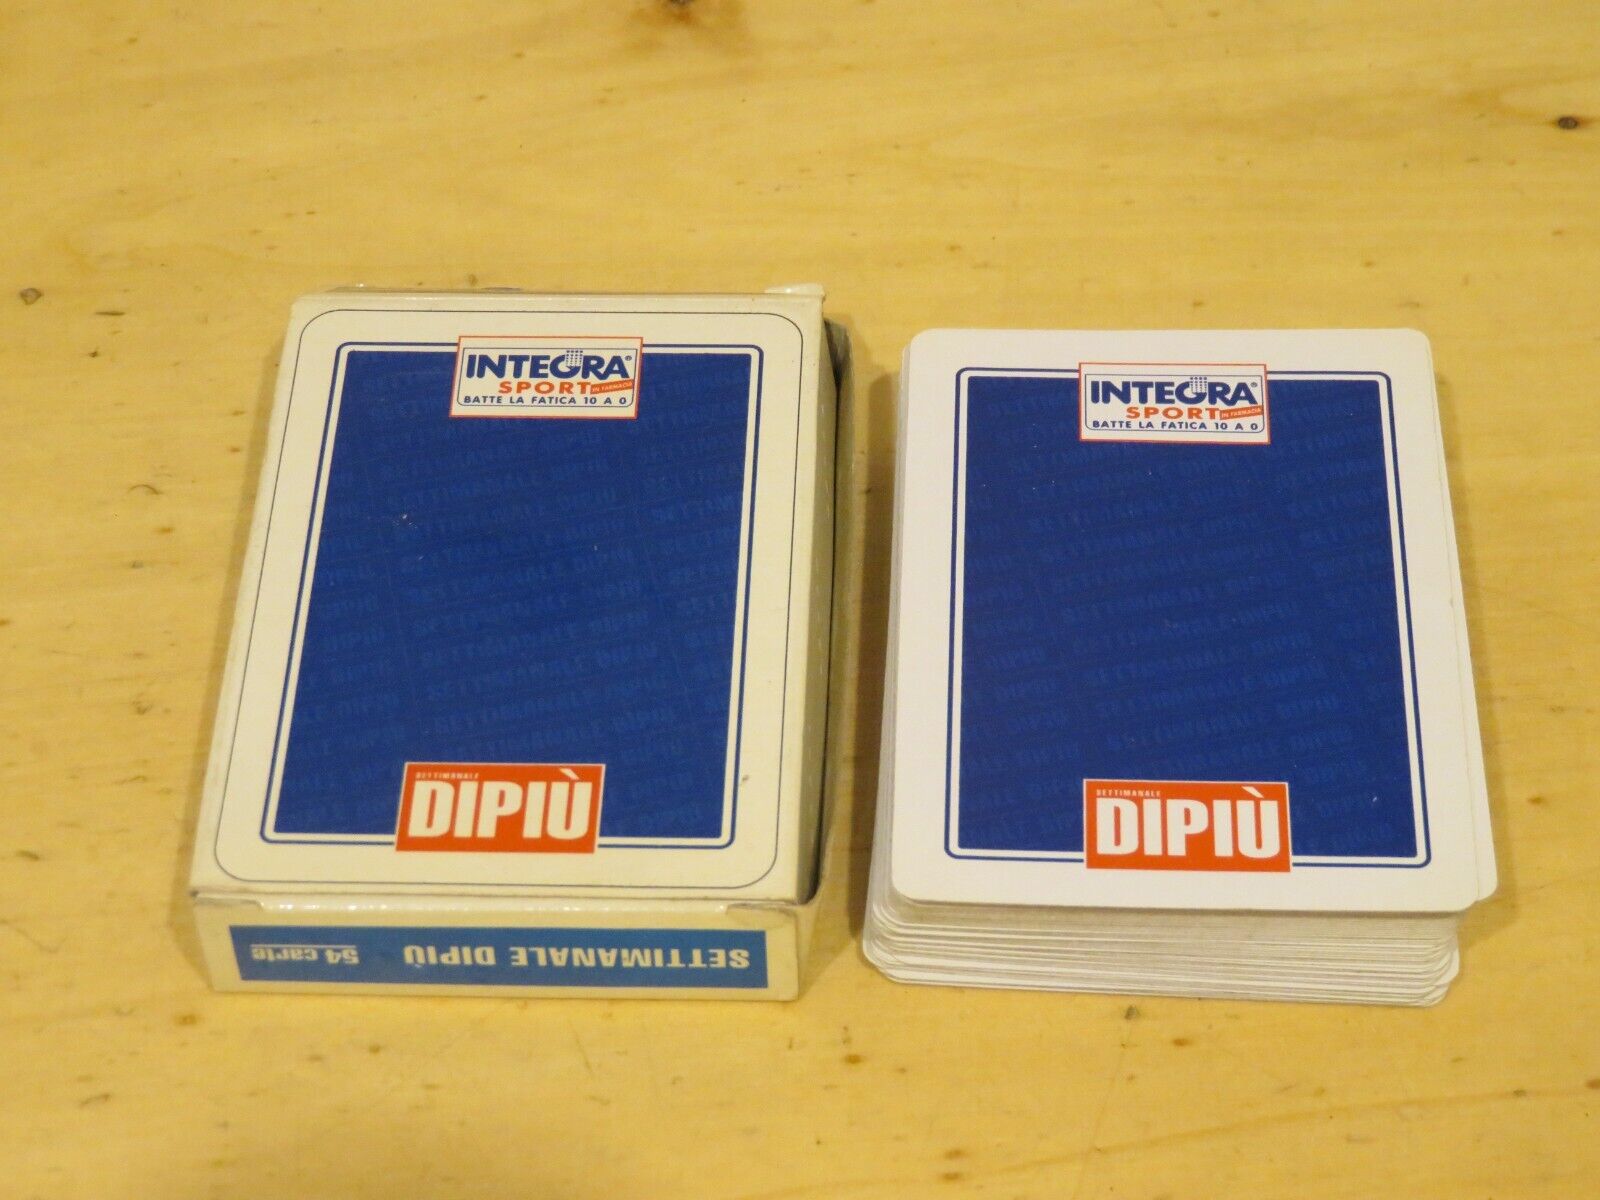 INTEGRA®
SPORT IN FARMACIA
BATTE LA FATICA 10 A 0
SETTIMANALE
DIPIÙ
SETTIMANALE DIPIÙ 54 carte
INTEGRA®
SPORT IN FARMACIA
BATTE LA FATICA 10 A 0
SETTIMANALE
DIPIÙ